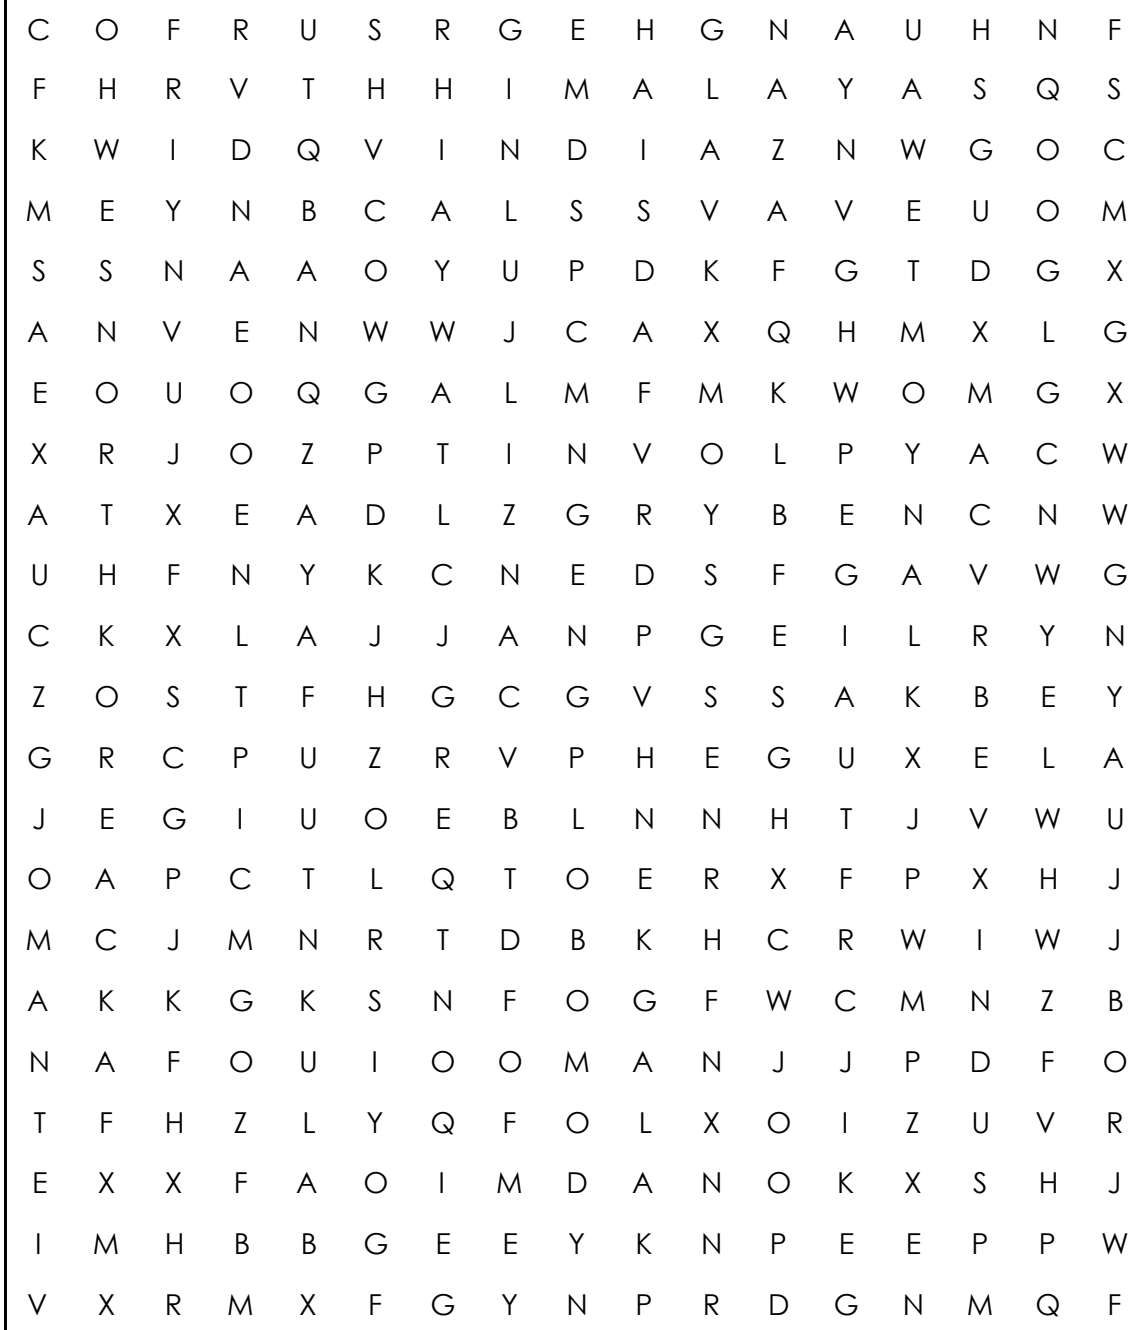 C O F R U S R G E H G N A U H N F
F H R V T H H I M A L A Y A S Q S
K W I D Q V I N D I A Z N W G O C
M E Y N B C A L S S V A V E U O M
S S N A A O Y U P D K F G T D G X
A N V E N W W J C A X Q H M X L G
E O U O Q G A L M F M K W O M G X
X R J O Z P T I N V O L P Y A C W
A T X E A D L Z G R Y B E N C N W
U H F N Y K C N E D S F G A V W G
C K X L A J J A N P G E I L R Y N
Z O S T F H G C G V S S A K B E Y
G R C P U Z R V P H E G U X E L A
J E G I U O E B L N N H T J V W U
O A P C T L Q T O E R X F P X H J
M C J M N R T D B K H C R W I W J
A K K G K S N F O G F W C M N Z B
N A F O U I O O M A N J J P D F O
T F H Z L Y Q F O L X O I Z U V R
E X X F A O I M D A N O K X S H J
I M H B B G E E Y K N P E E P P W
V X R M X F G Y N P R D G N M Q F